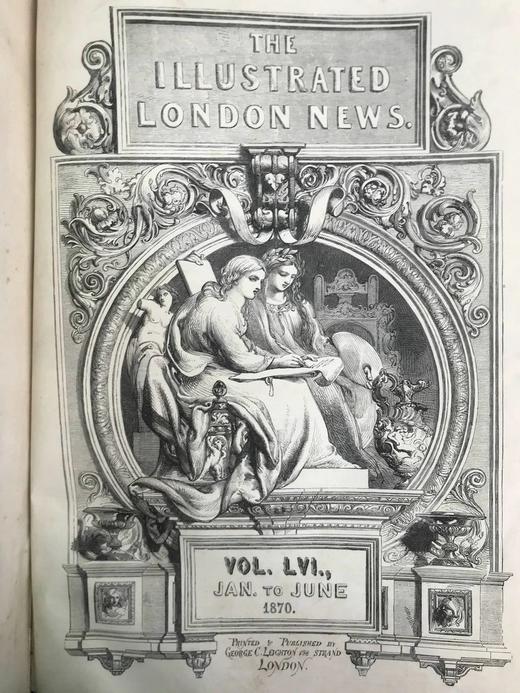 THE
ILLUSTRATED
LONDON NEWS.
VOL. LVI.,
JAN. TO JUNE
1870.
PRINTED & PUBLISHED BY
GEORGE C. LEIGHTON 198 STRAND
LONDON.